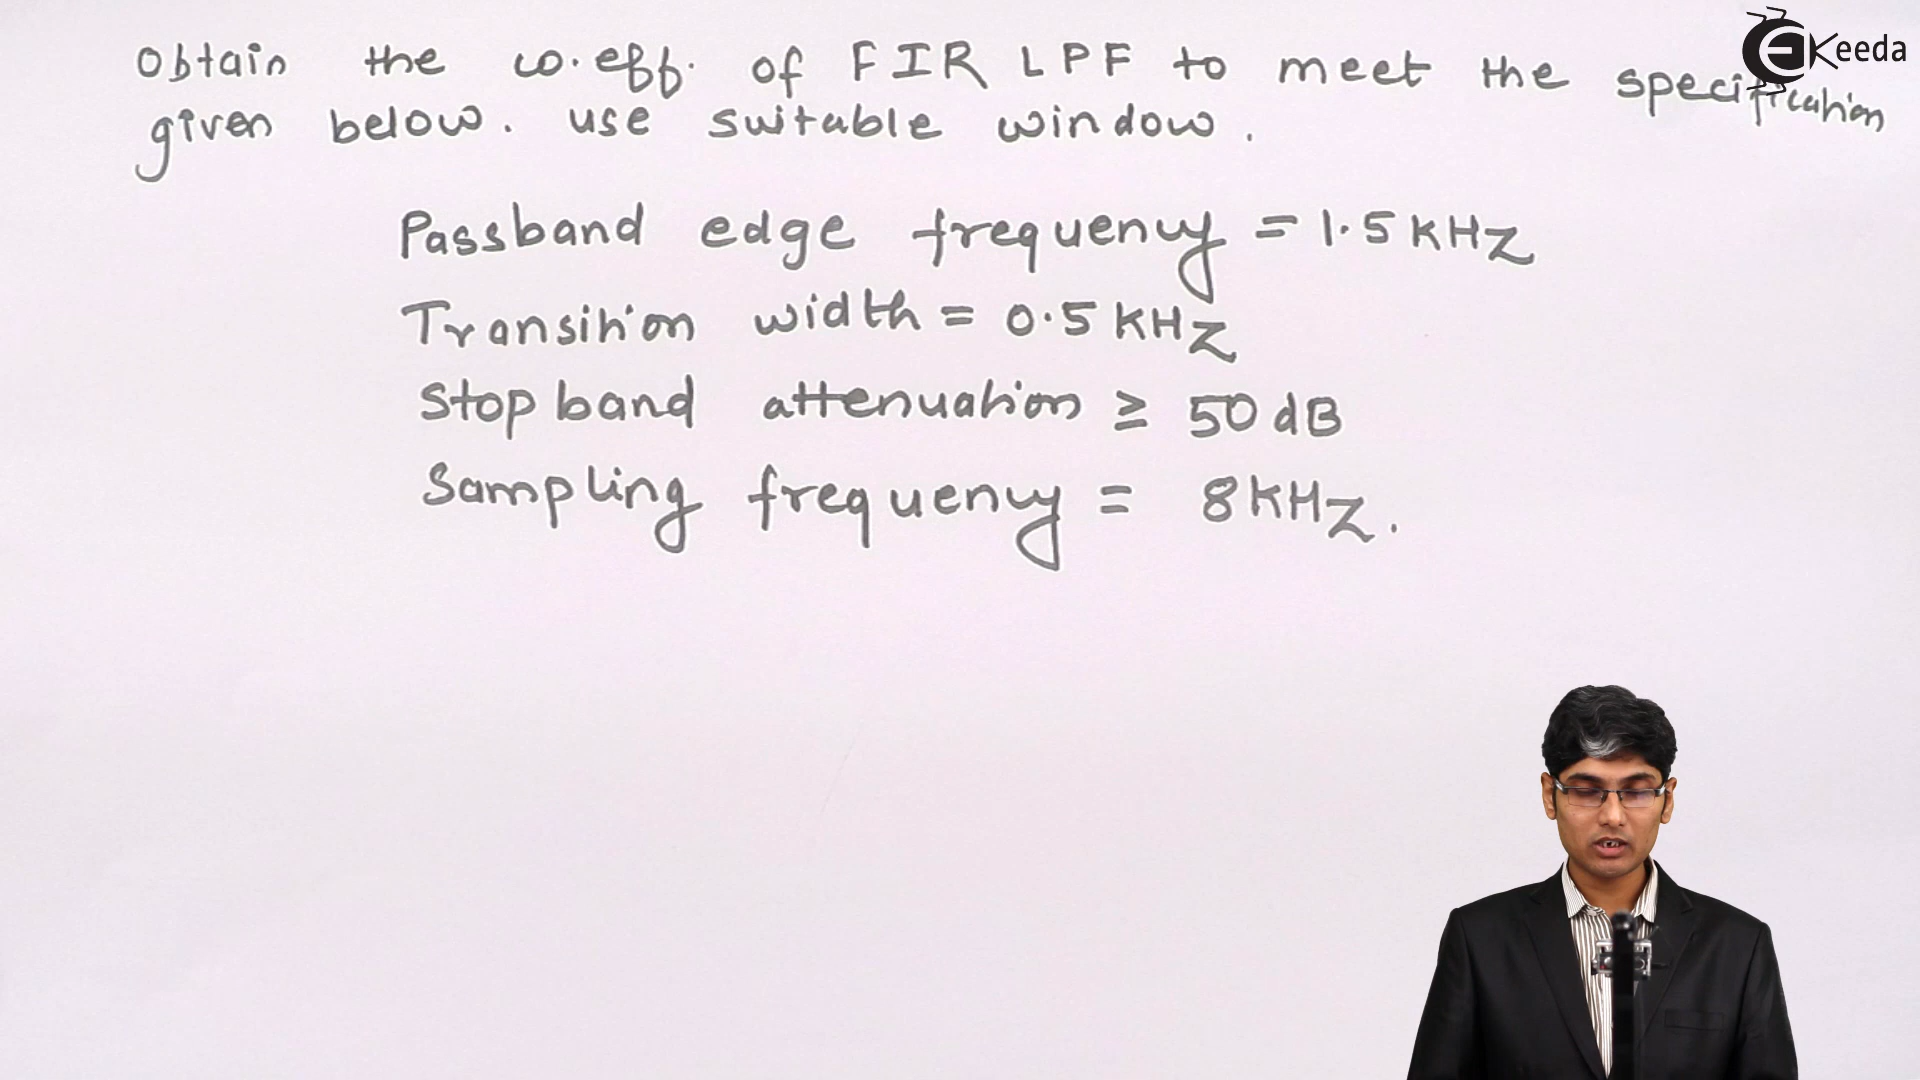 Obtain the co.eff. of FIR LPF to meet the specification
given below. use suitable window.
Passband edge frequency = 1.5 KHz
Transition width = 0.5 KHz
Stop band attenuation ≥ 50 dB
Sampling frequency = 8 KHz.
EKeeda